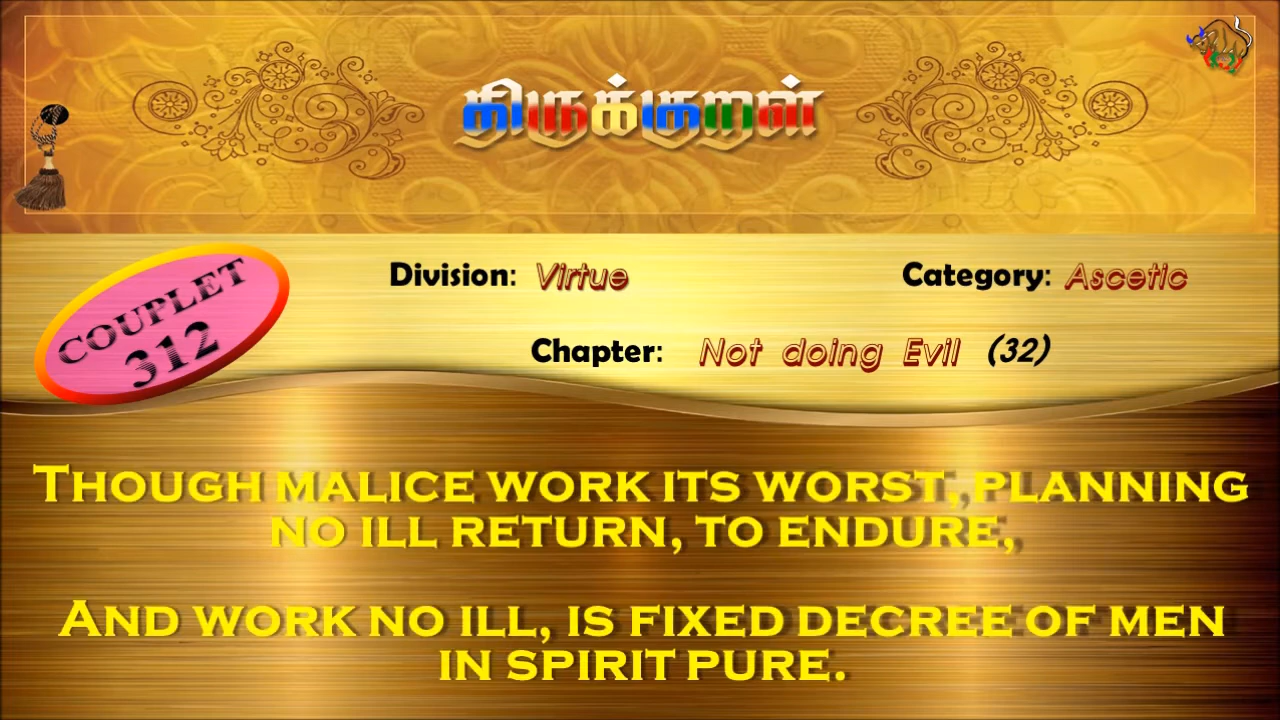 திருக்குறள்
COUPLET
312
Division: Virtue
Category: Ascetic
Chapter: Not doing Evil (32)
THOUGH MALICE WORK ITS WORST, PLANNING
NO ILL RETURN, TO ENDURE,
AND WORK NO ILL, IS FIXED DECREE OF MEN
IN SPIRIT PURE.